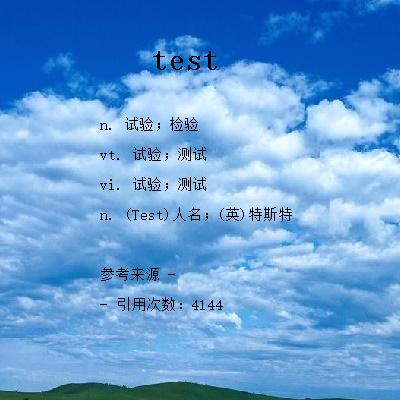 test
n. 试验；检验
vt. 试验；测试
vi. 试验；测试
n. (Test)人名；(英)特斯特
参考来源 -
- 引用次数：4144